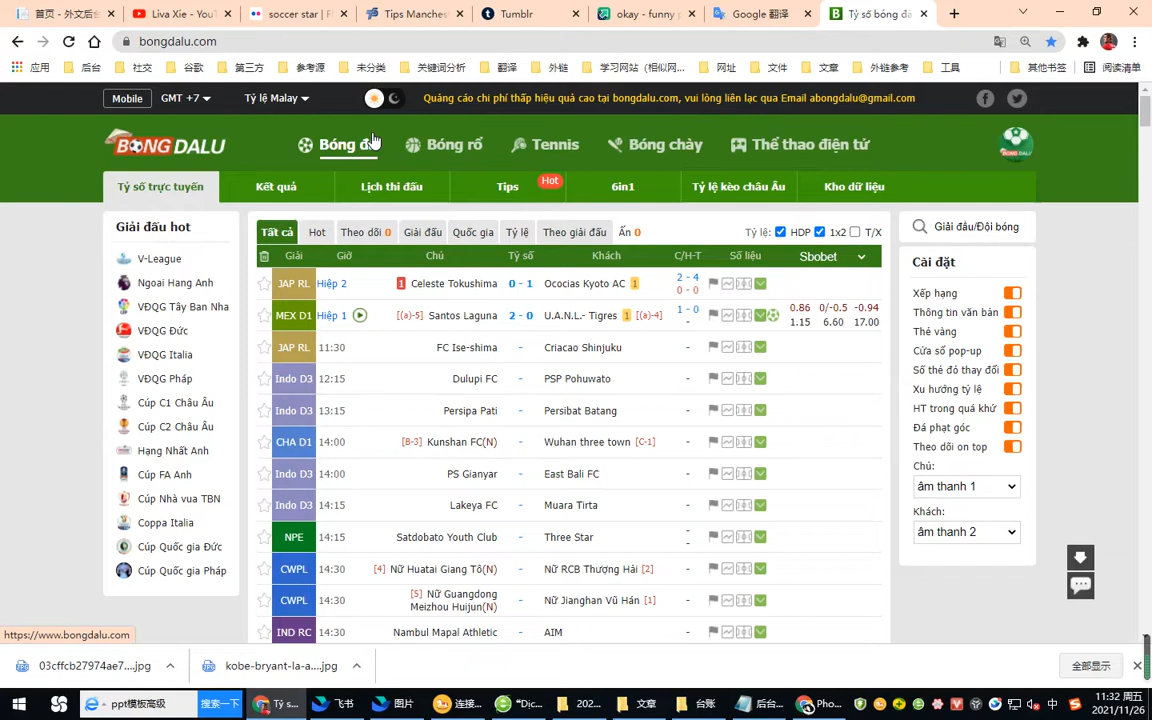 首页 - 外文后台
Liva Xie - YouT
soccer star | F
Tips Manches
Tumblr
okay - funny p
Google 翻译
Tỷ số bóng đá
bongdalu.com
应用 后台 社交 谷歌 第三方 参考源 未分类 关键词分析 翻译 外链 学习网站（相似网... 网址 文件 文章 外链参考 工具 其他书签 阅读清单
Mobile GMT +7 Tỷ lệ Malay Quảng cáo chi phí thấp hiệu quả cao tại bongdalu.com, vui lòng liên lạc qua Email abongdalu@gmail.com
BONGDALU Bóng đá Bóng rổ Tennis Bóng chày Thể thao điện tử
Tỷ số trực tuyến Kết quả Lịch thi đấu Tips Hot 6in1 Tỷ lệ kèo châu Âu Kho dữ liệu
Giải đấu hot
V-League
Ngoại Hạng Anh
VĐQG Tây Ban Nha
VĐQG Đức
VĐQG Italia
VĐQG Pháp
Cúp C1 Châu Âu
Cúp C2 Châu Âu
Hạng Nhất Anh
Cúp FA Anh
Cúp Nhà vua TBN
Coppa Italia
Cúp Quốc gia Đức
Cúp Quốc gia Pháp
Tất cả Hot Theo dõi 0 Giải đấu Quốc gia Tỷ lệ Theo giải đấu Ẩn 0 Tỷ lệ: HDP 1x2 T/X
Giải Giờ Chủ Tỷ số Khách C/H-T Số liệu Sbobet
JAP RL Hiệp 2 1 Celeste Tokushima 0 - 1 Ococias Kyoto AC 1 2 - 4
0 - 0
MEX D1 Hiệp 1 [(a)-5] Santos Laguna 2 - 0 U.A.N.L.- Tigres 1 [(a)-4] 1 - 0 0.86 0/-0.5 -0.94
1.15 6.60 17.00
JAP RL 11:30 FC Ise-shima - Criacao Shinjuku -
Indo D3 12:15 Dulupi FC - PSP Pohuwato -
Indo D3 13:15 Persipa Pati - Persibat Batang -
CHA D1 14:00 [B-3] Kunshan FC(N) - Wuhan three town [C-1] -
Indo D3 14:00 PS Gianyar - East Bali FC -
Indo D3 14:15 Lakeya FC - Muara Tirta -
NPE 14:15 Satdobato Youth Club - Three Star -
-
CWPL 14:30 [4] Nữ Huatai Giang Tô(N) - Nữ RCB Thượng Hải [2] -
CWPL 14:30 [5] Nữ Guangdong
Meizhou Huijun(N) - Nữ Jianghan Vũ Hán [1] -
IND RC 14:30 Nambul Mapal Athletic - AIM -
Giải đấu/Đội bóng
Cài đặt
Xếp hạng
Thông tin văn bản
Thẻ vàng
Cửa sổ pop-up
Số thẻ đỏ thay đổi
Xu hướng tỷ lệ
HT trong quá khứ
Đá phạt góc
Theo dõi on top
Chủ:
âm thanh 1
Khách:
âm thanh 2
https://www.bongdalu.com
03cffcb27974ae7....jpg kobe-bryant-la-a....jpg 全部显示
ppt模板高级 搜索一下 Tỷ s... 飞书 图片 连接... "Dic... 202... 文章 台账 后台... Pho... 中 11:32 周五
2021/11/26